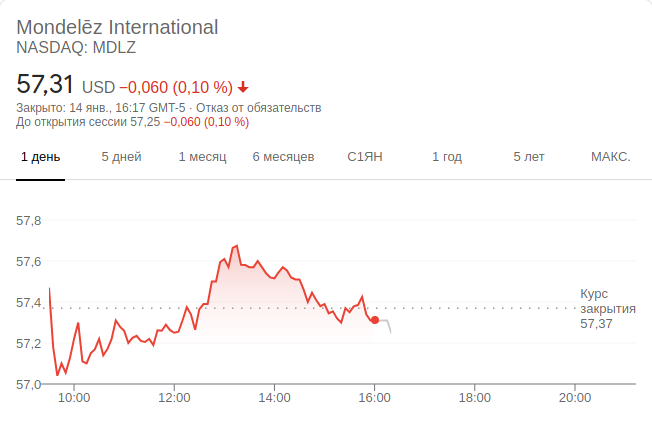 Mondelēz International
NASDAQ: MDLZ
57,31 USD −0,060 (0,10 %)
Закрыто: 14 янв., 16:17 GMT-5 · Отказ от обязательств
До открытия сессии 57,25 −0,060 (0,10 %)
1 день 5 дней 1 месяц 6 месяцев С1ЯН 1 год 5 лет МАКС.
57,8
57,6
57,4
57,2
57,0
Курс
закрытия
57,37
10:00 12:00 14:00 16:00 18:00 20:00